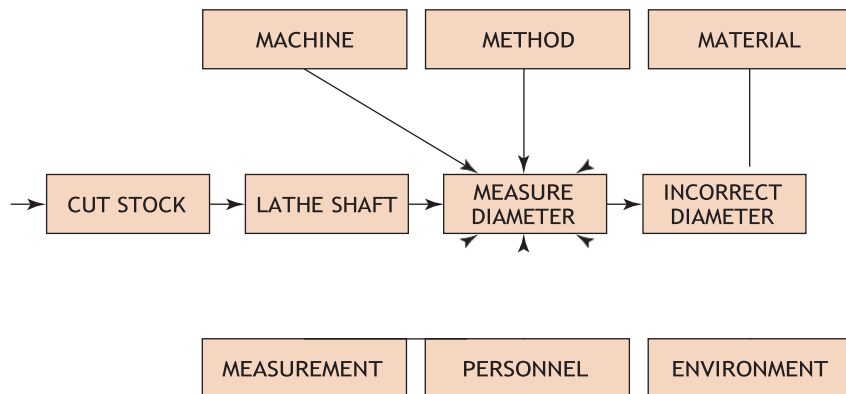 MACHINE
METHOD
MATERIAL
CUT STOCK
LATHE SHAFT
MEASURE
DIAMETER
INCORRECT
DIAMETER
MEASUREMENT
PERSONNEL
ENVIRONMENT